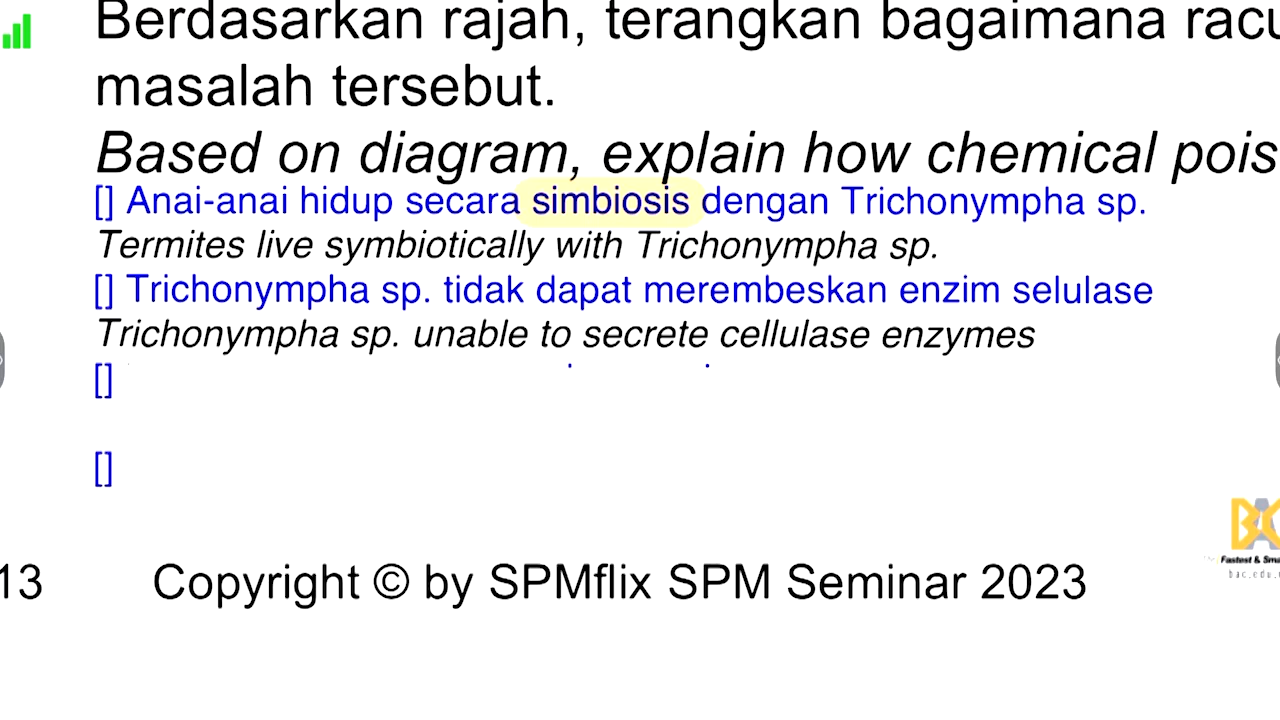 Berdasarkan rajah, terangkan bagaimana
masalah tersebut.
Based on diagram, explain how chemical
[] Anai-anai hidup secara simbiosis dengan Trichonympha sp.
Termites live symbiotically with Trichonympha sp.
[] Trichonympha sp. tidak dapat merembeskan enzim selulase
Trichonympha sp. unable to secrete cellulase enzymes
[]
[]
13 Copyright © by SPMflix SPM Seminar 2023